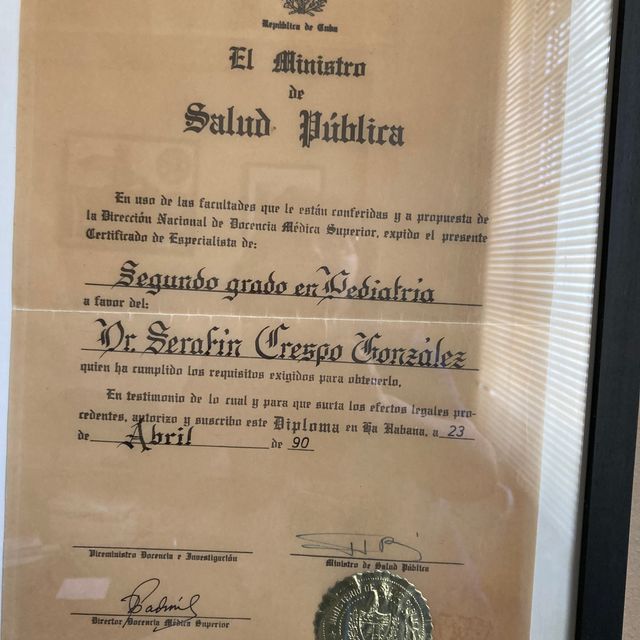 República de Cuba
El Ministro
de
Salud Pública
En uso de las facultades que le están conferidas y a propuesta de
la Dirección Nacional de Docencia Médica Superior, expido el presente
Certificado de Especialista de:
Segundo grado en Pediatria
a favor del:
Dr. Serafín Crespo González
quien ha cumplido los requisitos exigidos para obtenerlo.
En testimonio de lo cual y para que surta los efectos legales pro-
cedentes, autorizo y suscribo este Diploma en La Habana, a 23
de Abril de 90
Viceministro Docencia e Investigación
Ministro de Salud Pública
Director Docencia Médica Superior